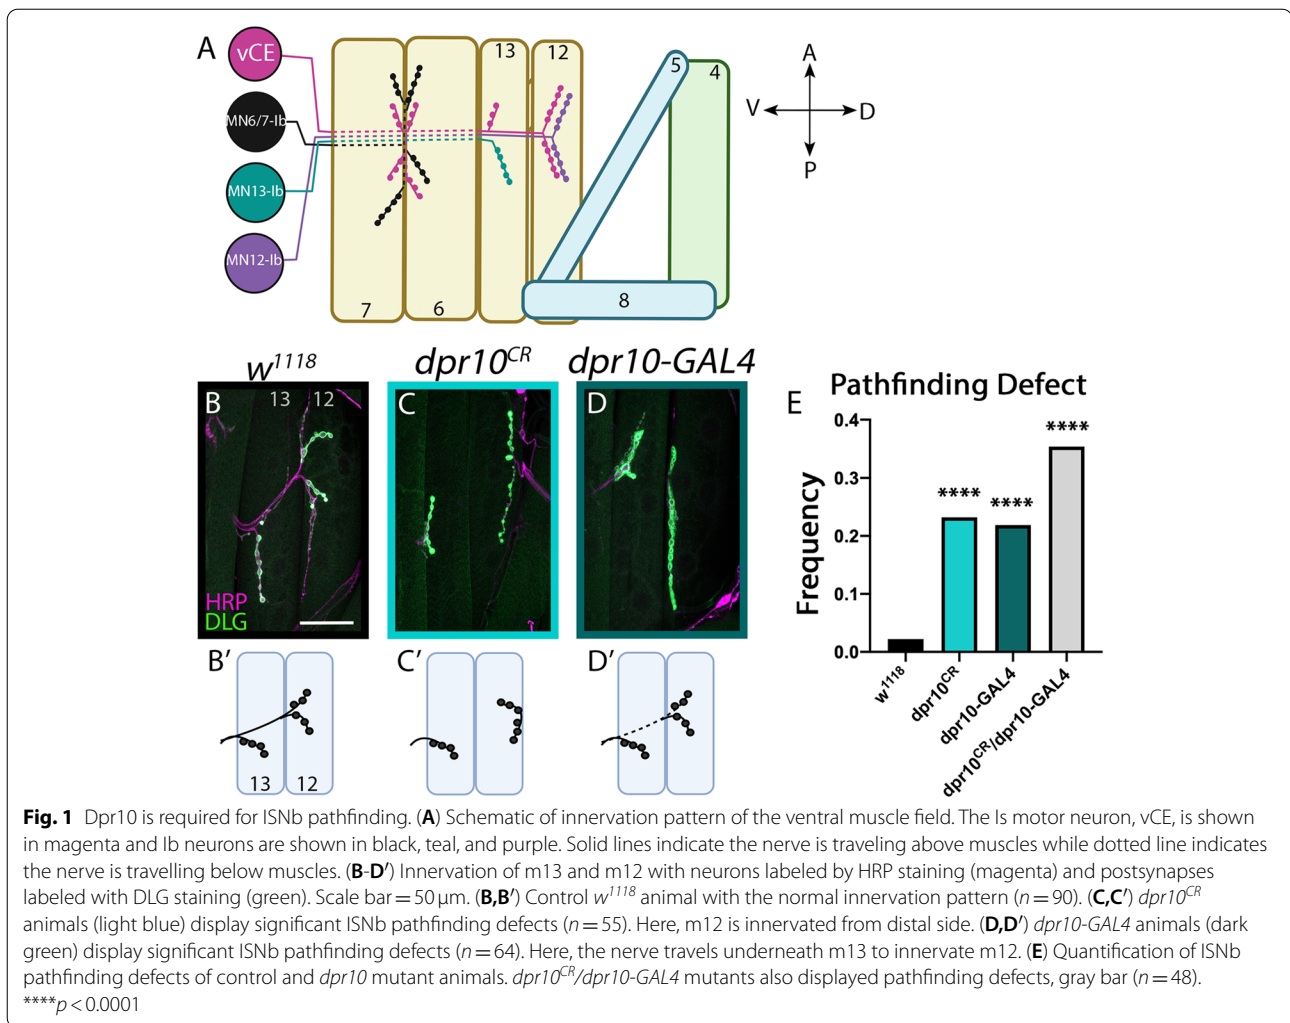 A
vCE
MN6/7-Ib
MN13-Ib
MN12-Ib
7
6
13
12
5
4
8
A
V
D
P
w1118
dpr10CR
dpr10-GAL4
B
13
12
HRP
DLG
C
D
B′
13
12
C′
D′
E
Pathfinding Defect
Frequency
0.4
0.3
0.2
0.1
0.0
****
****
****
w1118
dpr10CR
dpr10-GAL4
dpr10CR/dpr10-GAL4
Fig. 1 Dpr10 is required for ISNb pathfinding. (A) Schematic of innervation pattern of the ventral muscle field. The Is motor neuron, vCE, is shown
in magenta and Ib neurons are shown in black, teal, and purple. Solid lines indicate the nerve is traveling above muscles while dotted line indicates
the nerve is travelling below muscles. (B-D′) Innervation of m13 and m12 with neurons labeled by HRP staining (magenta) and postsynapses
labeled with DLG staining (green). Scale bar = 50 μm. (B,B′) Control w1118 animal with the normal innervation pattern (n = 90). (C,C′) dpr10CR
animals (light blue) display significant ISNb pathfinding defects (n = 55). Here, m12 is innervated from distal side. (D,D′) dpr10-GAL4 animals (dark
green) display significant ISNb pathfinding defects (n = 64). Here, the nerve travels underneath m13 to innervate m12. (E) Quantification of ISNb
pathfinding defects of control and dpr10 mutant animals. dpr10CR/dpr10-GAL4 mutants also displayed pathfinding defects, gray bar (n = 48).
****p < 0.0001